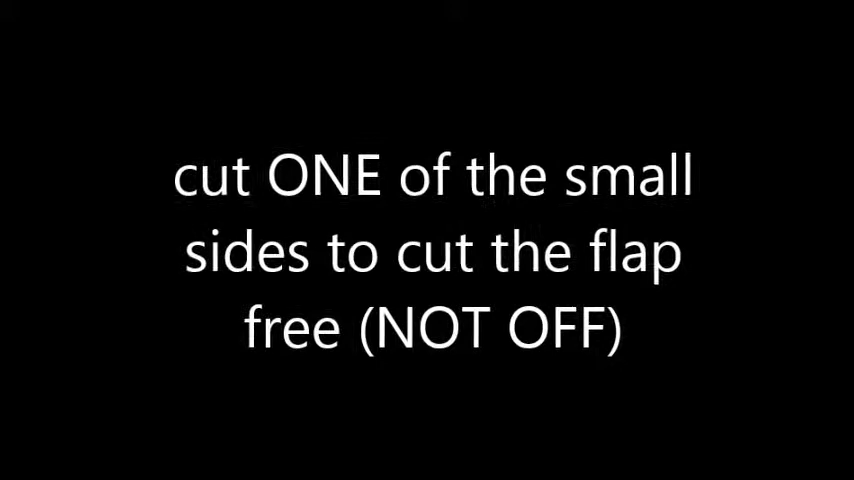 cut ONE of the small
sides to cut the flap
free (NOT OFF)